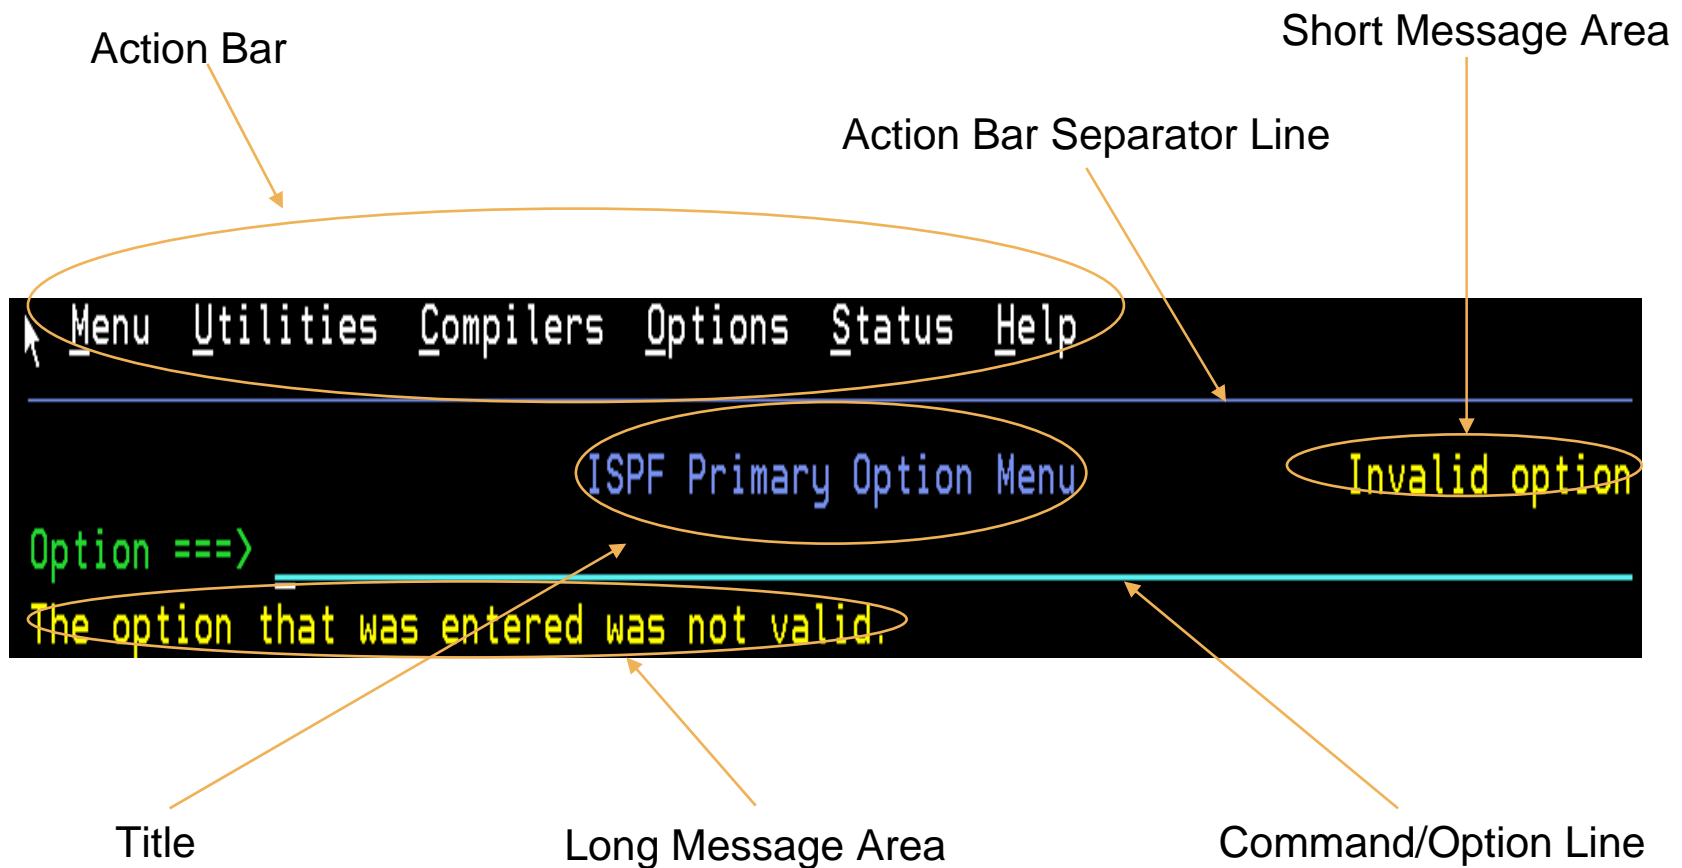 Short Message Area
Action Bar
Action Bar Separator Line
Menu Utilities Compilers Options Status Help
ISPF Primary Option Menu Invalid option
Option ===>
The option that was entered was not valid.
Title Long Message Area Command/Option Line